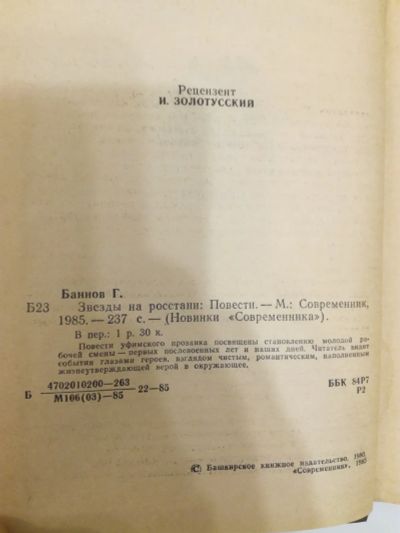 Рецензент
И. ЗОЛОТУССКИЙ
Баннов Г.
Б23 Звезды на росстани: Повести. — М.: Современник,
1985. — 237 с. — (Новинки «Современника»).
В пер.: 1 р. 30 к.
Повести уфимского прозаика посвящены становлению молодой ра-
бочей смены — первых послевоенных лет и наших дней. Читатель видит
события глазами героев, взглядом чистым, романтическим, наполненным
жизнеутверждающей верой в окружающее.
Б 4702010200—263 22—85 ББК 84Р7
М106(03)—85 Р2
© Башкирское книжное издательство, 1980.
«Современник», 1985